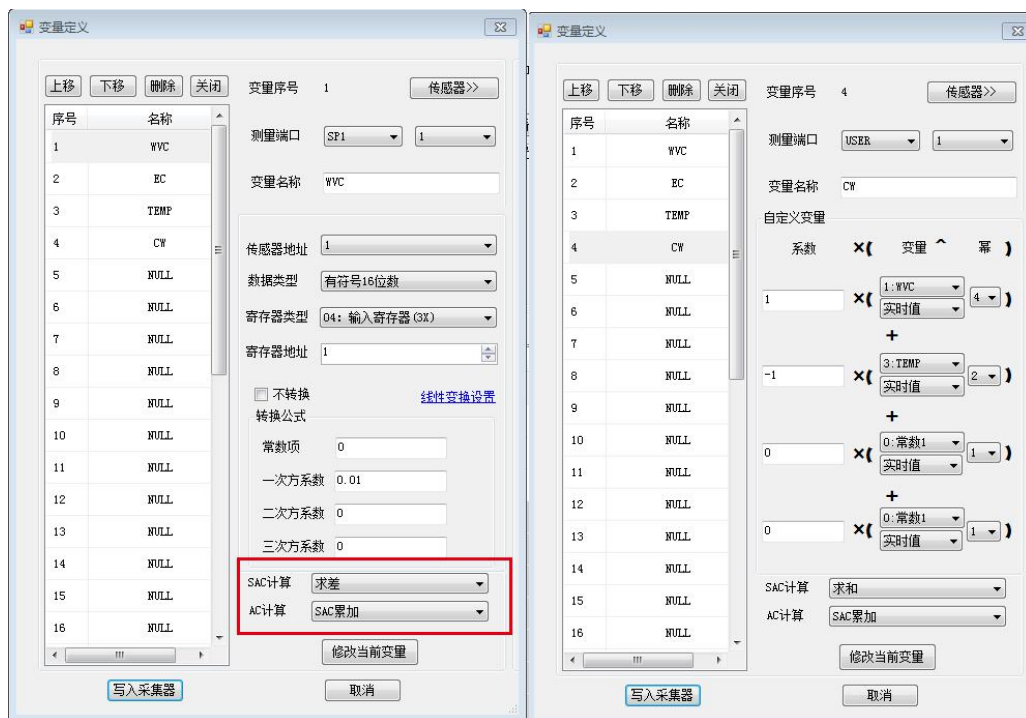 变量定义
上移 下移 删除 关闭 变量序号 1 传感器>>
序号 名称
测量端口 SP1 1
1 WVC
2 EC 变量名称 WVC
3 TEMP
4 CW 传感器地址 1
5 NULL 数据类型 有符号16位数
6 NULL 寄存器类型 04: 输入寄存器(3X)
7 NULL 寄存器地址 1
8 NULL
9 NULL 不转换 线性变换设置
转换公式
10 NULL 常数项 0
11 NULL 一次方系数 0.01
12 NULL 二次方系数 0
13 NULL 三次方系数 0
14 NULL SAC计算 求差
15 NULL AC计算 SAC累加
16 NULL
修改当前变量
写入采集器 取消
变量定义
上移 下移 删除 关闭 变量序号 4 传感器>>
序号 名称
测量端口 USER 1
1 WVC
2 EC 变量名称 CW
3 TEMP 自定义变量
4 CW 系数 ×( 变量 ^ 幂 )
5 NULL 1 ×( 1:WVC 4 )
6 NULL 实时值
7 NULL +
8 NULL -1 ×( 3:TEMP 2 )
实时值
9 NULL +
10 NULL 0 ×( 0:常数1 1 )
11 NULL 实时值
12 NULL +
13 NULL 0 ×( 0:常数1 1 )
实时值
14 NULL
15 NULL SAC计算 求和
16 NULL AC计算 SAC累加
修改当前变量
写入采集器 取消